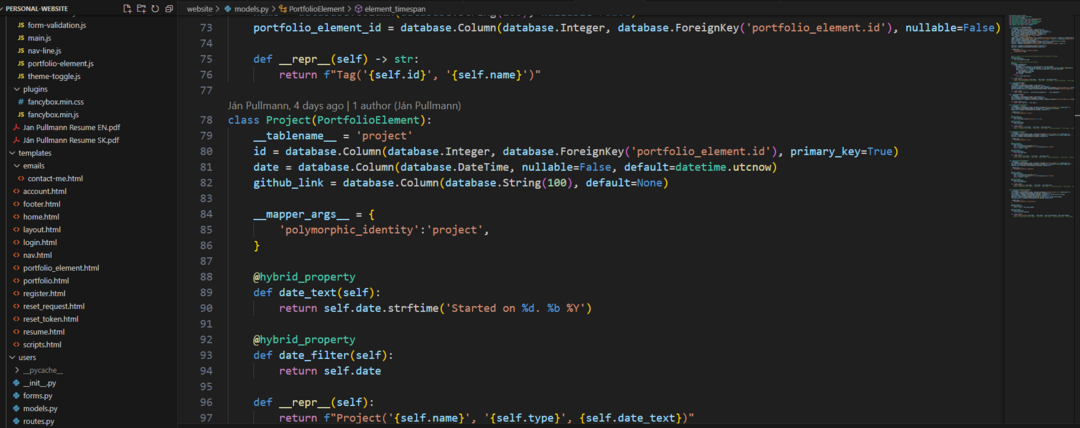 PERSONAL-WEBSITE
form-validation.js
main.js
nav-line.js
portfolio-element.js
theme-toggle.js
plugins
fancybox.min.css
fancybox.min.js
Jan Pullmann Resume EN.pdf
Ján Pullmann Resume SK.pdf
templates
emails
contact-me.html
account.html
footer.html
home.html
layout.html
login.html
nav.html
portfolio_element.html
portfolio.html
register.html
reset_request.html
reset_token.html
resume.html
scripts.html
users
__pycache__
__init__.py
forms.py
models.py
routes.py
website > models.py > PortfolioElement > element_timespan
73 portfolio_element_id = database.Column(database.Integer, database.ForeignKey('portfolio_element.id'), nullable=False)
74
75 def __repr__(self) -> str:
76 return f"Tag('{self.id}', '{self.name}')"
77
Ján Pullmann, 4 days ago | 1 author (Ján Pullmann)
78 class Project(PortfolioElement):
79 __tablename__ = 'project'
80 id = database.Column(database.Integer, database.ForeignKey('portfolio_element.id'), primary_key=True)
81 date = database.Column(database.DateTime, nullable=False, default=datetime.utcnow)
82 github_link = database.Column(database.String(100), default=None)
83
84 __mapper_args__ = {
85 'polymorphic_identity':'project',
86 }
87
88 @hybrid_property
89 def date_text(self):
90 return self.date.strftime('Started on %d. %b %Y')
91
92 @hybrid_property
93 def date_filter(self):
94 return self.date
95
96 def __repr__(self):
97 return f"Project('{self.name}', '{self.type}', {self.date_text})"